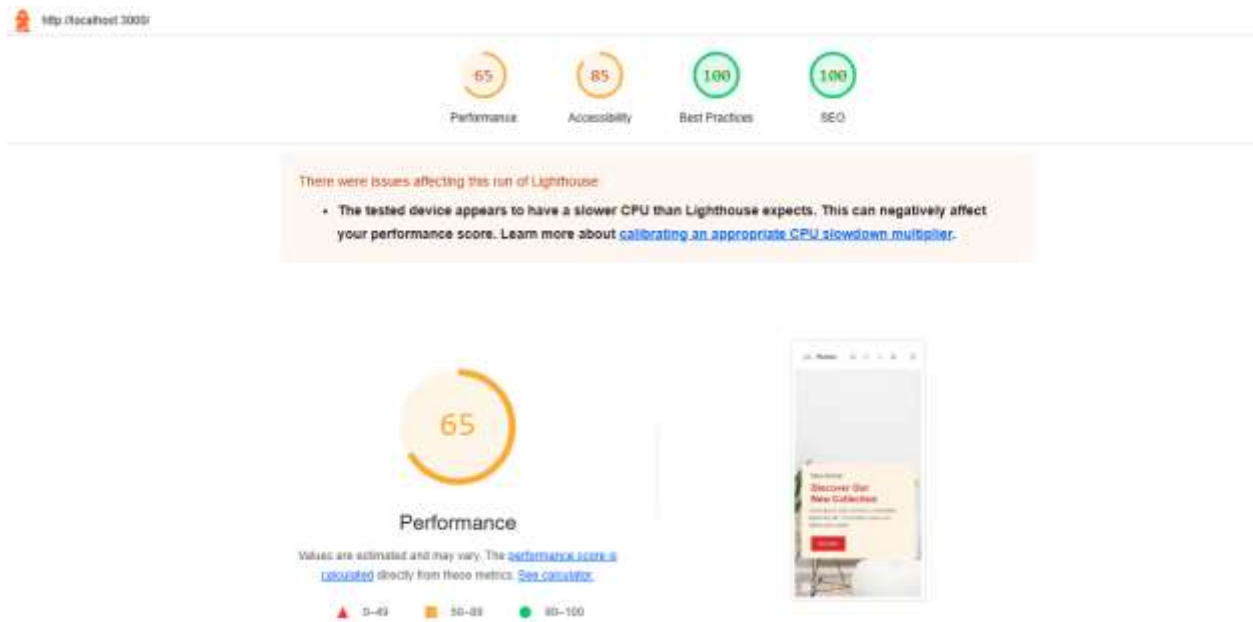 http://localhost:3000/
65
85
100
100
Performance
Accessibility
Best Practices
SEO
There were issues affecting this run of Lighthouse:
• The tested device appears to have a slower CPU than Lighthouse expects. This can negatively affect
your performance score. Learn more about calibrating an appropriate CPU slowdown multiplier.
65
Performance
Values are estimated and may vary. The performance score is
calculated directly from these metrics. See calculator.
0–49
50–89
90–100
Discover Our
New Collection